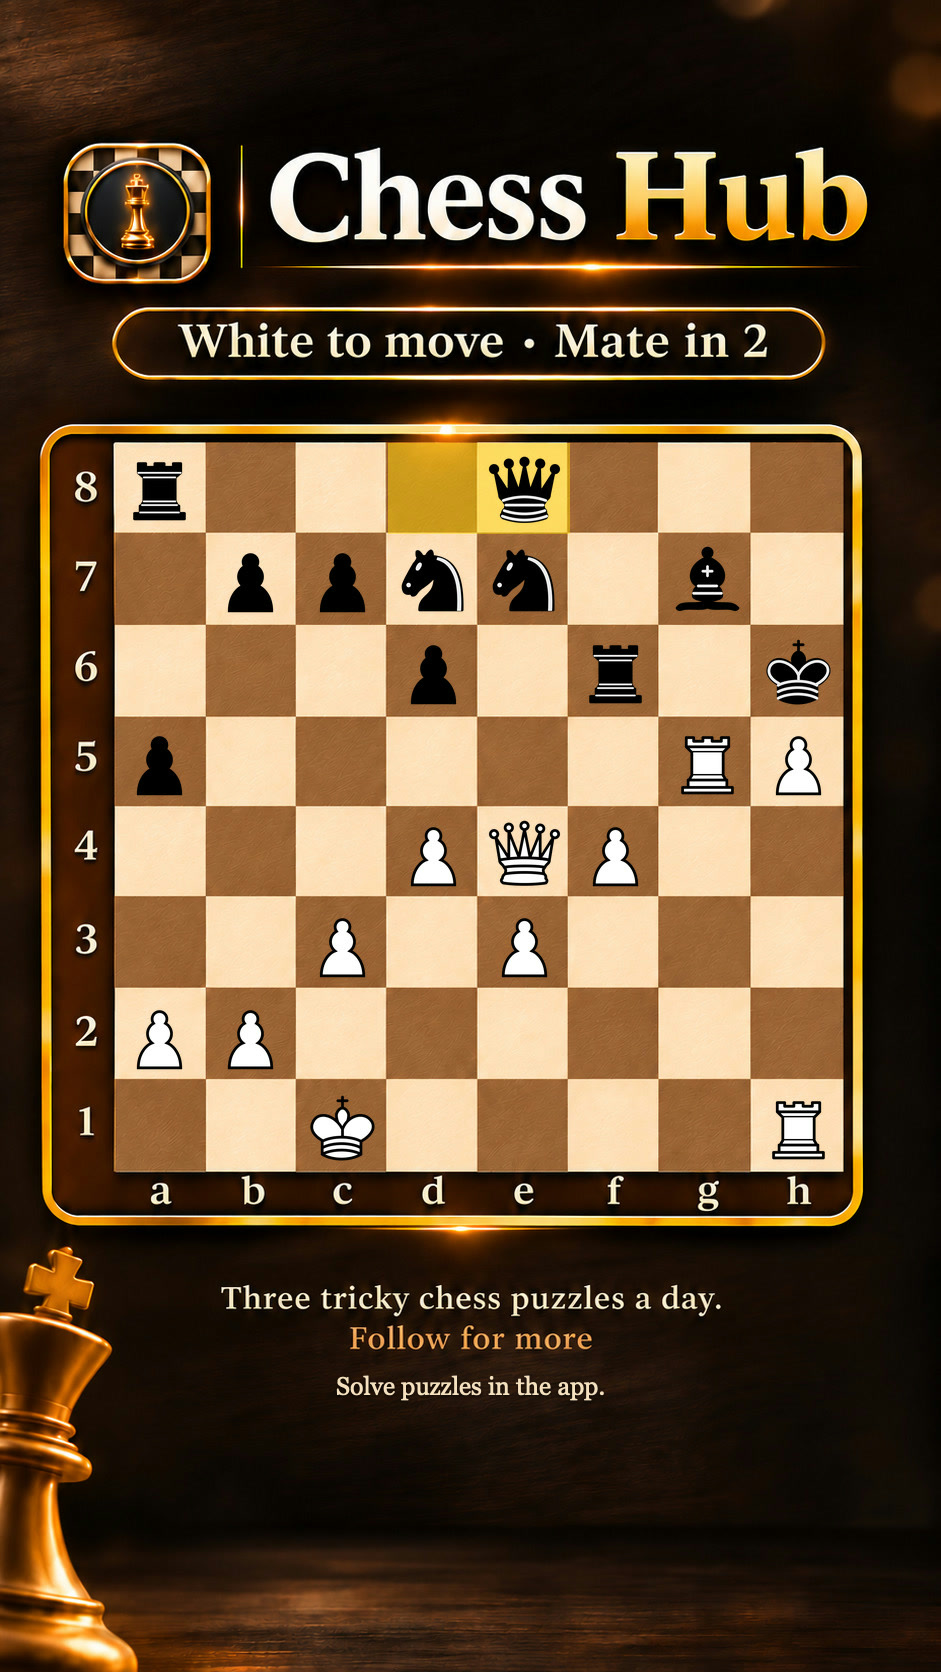 Chess Hub
White to move • Mate in 2
8
7
6
5
4
3
2
1
a b c d e f g h
Three tricky chess puzzles a day.
Follow for more
Solve puzzles in the app.